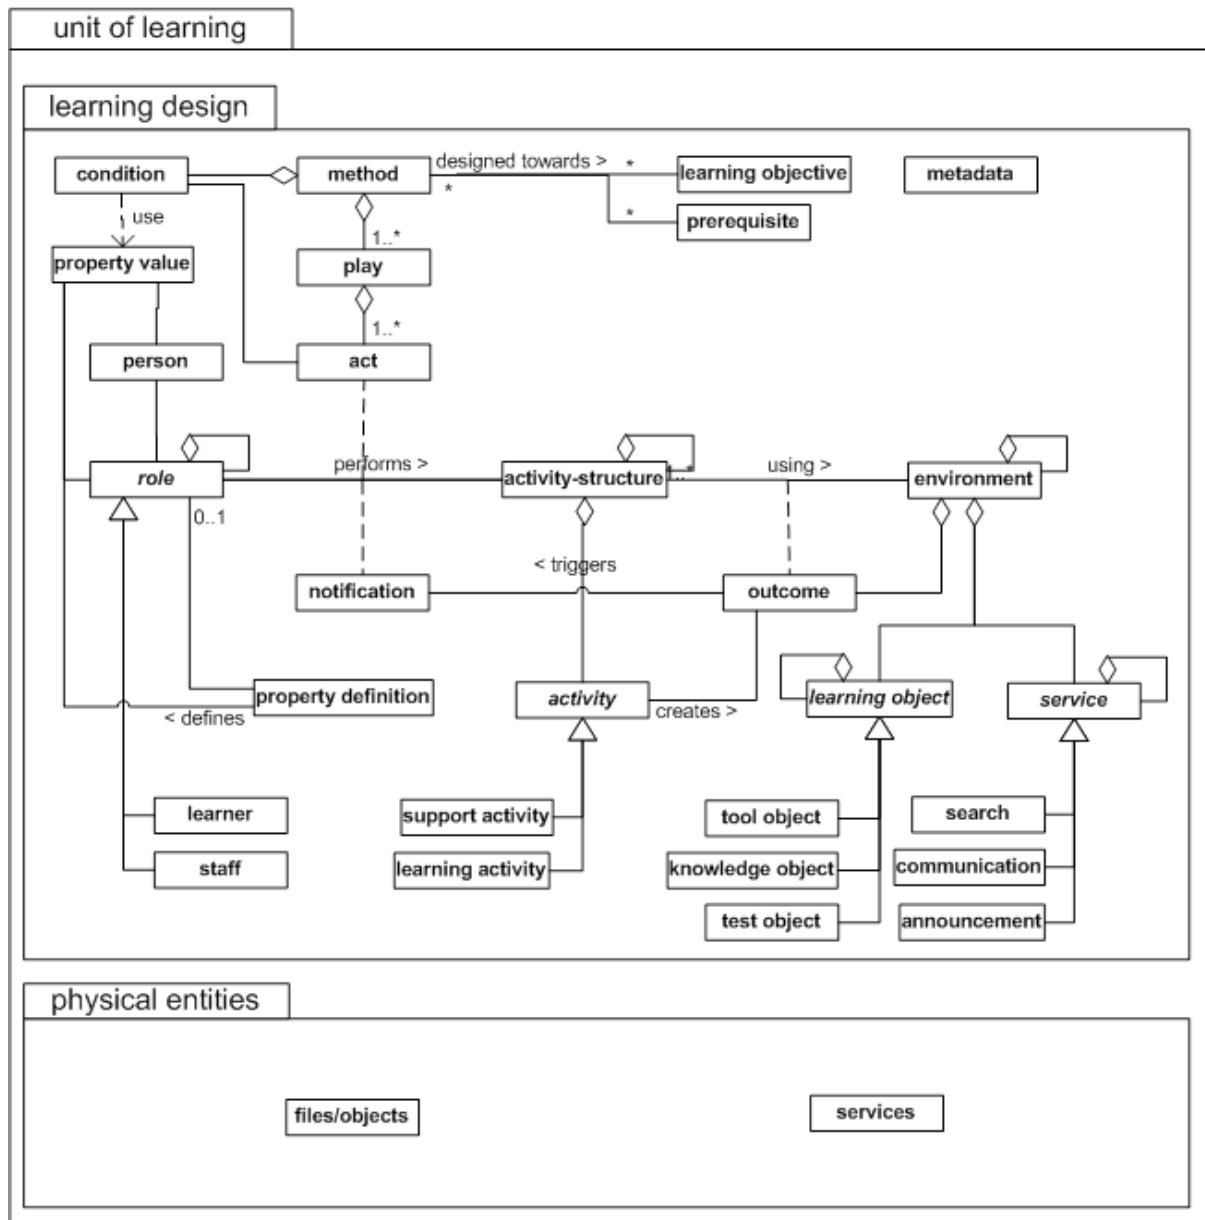 unit of learning
learning design
condition
method
designed towards >
*
*
learning objective
metadata
use
*
prerequisite
property value
1..*
play
1..*
person
act
role
performs >
activity-structure
1..*
using >
environment
0..1
< triggers
notification
outcome
property definition
< defines
activity
creates >
learning object
service
learner
support activity
tool object
search
staff
learning activity
knowledge object
communication
test object
announcement
physical entities
files/objects
services